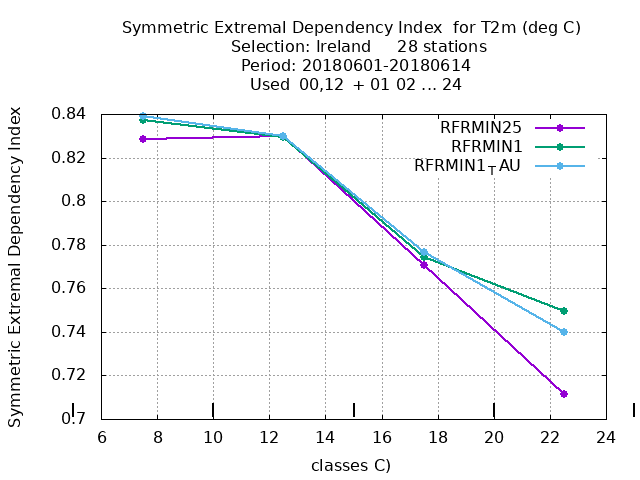 Symmetric Extremal Dependency Index  for T2m (deg C)
Selection: Ireland     28 stations
Period: 20180601-20180614
Used  00,12  + 01 02 ... 24
Symmetric Extremal Dependency Index
0.84
0.82
0.8
0.78
0.76
0.74
0.72
0.7
RFRMIN25
RFRMIN1
RFRMIN1TAU
6 8 10 12 14 16 18 20 22 24
classes C)